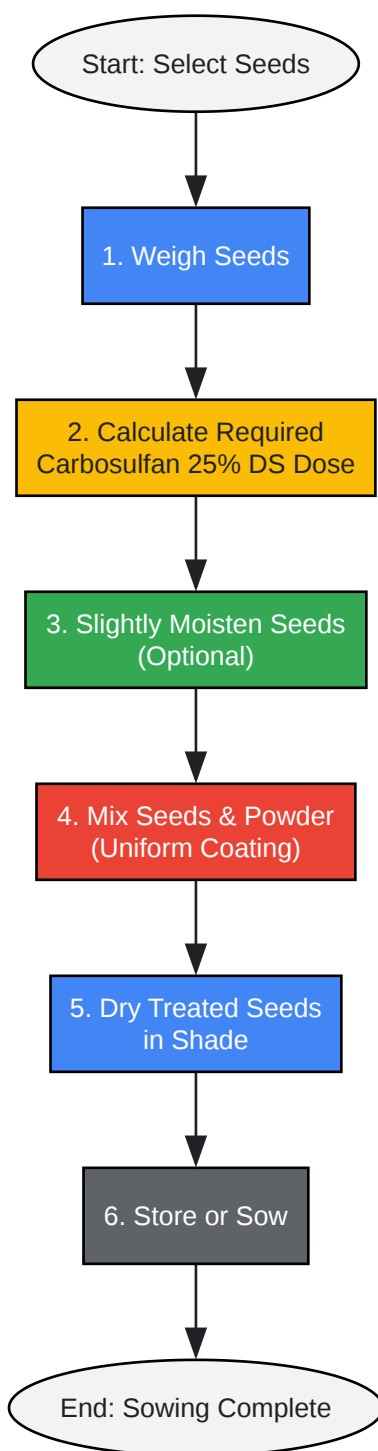 Start: Select Seeds
1. Weigh Seeds
2. Calculate Required
Carbosulfan 25% DS Dose
3. Slightly Moisten Seeds
(Optional)
4. Mix Seeds & Powder
(Uniform Coating)
5. Dry Treated Seeds
in Shade
6. Store or Sow
End: Sowing Complete